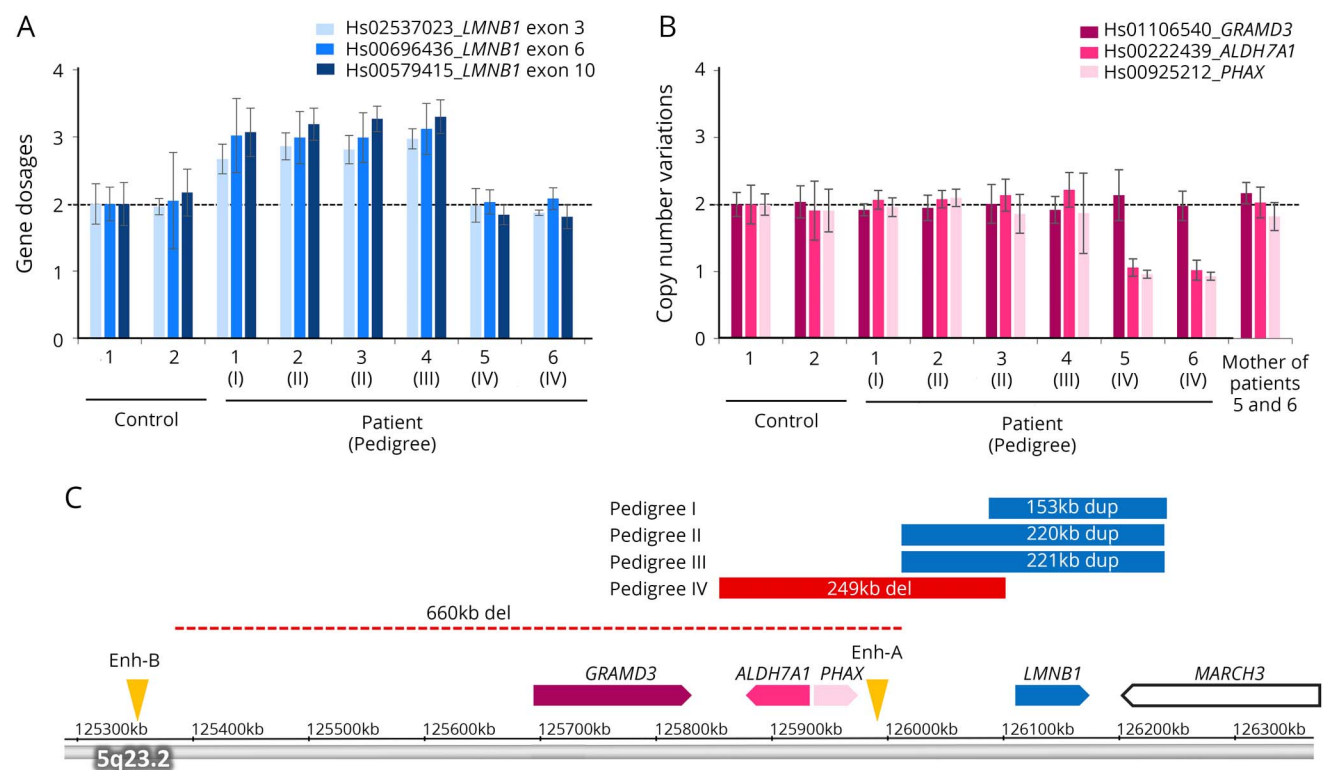 A
Hs02537023_LMNB1 exon 3
Hs00696436_LMNB1 exon 6
Hs00579415_LMNB1 exon 10
Gene dosages
4
3
2
1
0
1 2 1 2 3 4 5 6
(I) (II) (II) (III) (IV) (IV)
Control
Patient
(Pedigree)
B
Hs01106540_GRAMD3
Hs00222439_ALDH7A1
Hs00925212_PHAX
Copy number variations
4
3
2
1
0
1 2 1 2 3 4 5 6
(I) (II) (II) (III) (IV) (IV)
Mother of
patients
5 and 6
Control
Patient
(Pedigree)
C
Pedigree I 153kb dup
Pedigree II 220kb dup
Pedigree III 221kb dup
Pedigree IV 249kb del
660kb del
Enh-B Enh-A
GRAMD3 ALDH7A1 PHAX LMNB1 MARCH3
125300kb 125400kb 125500kb 125600kb 125700kb 125800kb 125900kb 126000kb 126100kb 126200kb 126300kb
5q23.2